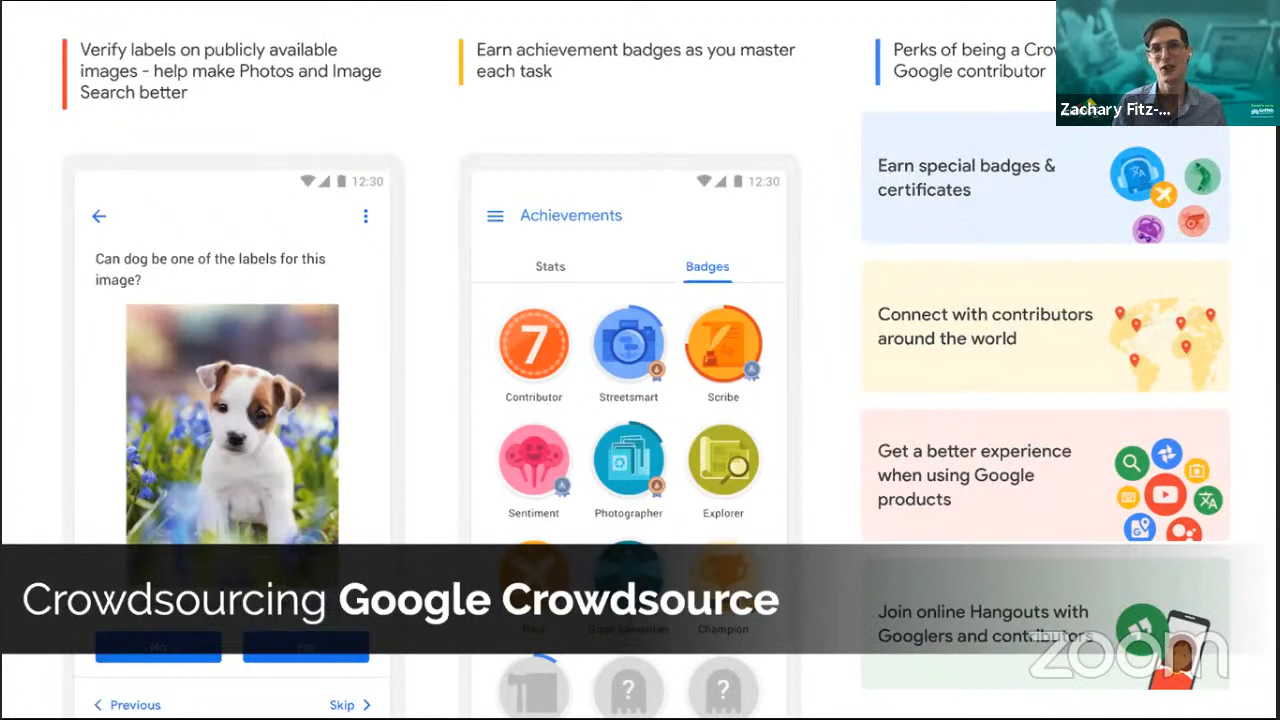 Verify labels on publicly available
images - help make Photos and Image
Search better
12:30
Can dog be one of the labels for this
image?
No
Yes
Previous
Skip
Earn achievement badges as you master
each task
12:30
Achievements
Stats
Badges
7
Contributor
Streetsmart
Scribe
Sentiment
Photographer
Explorer
Good Samaritan
Champion
?
?
Perks of being a
Google contributor
Earn special badges &
certificates
Connect with contributors
around the world
Get a better experience
when using Google
products
Join online Hangouts with
Googlers and contributors
Zachary Fitz-...
Crowdsourcing Google Crowdsource
zoom